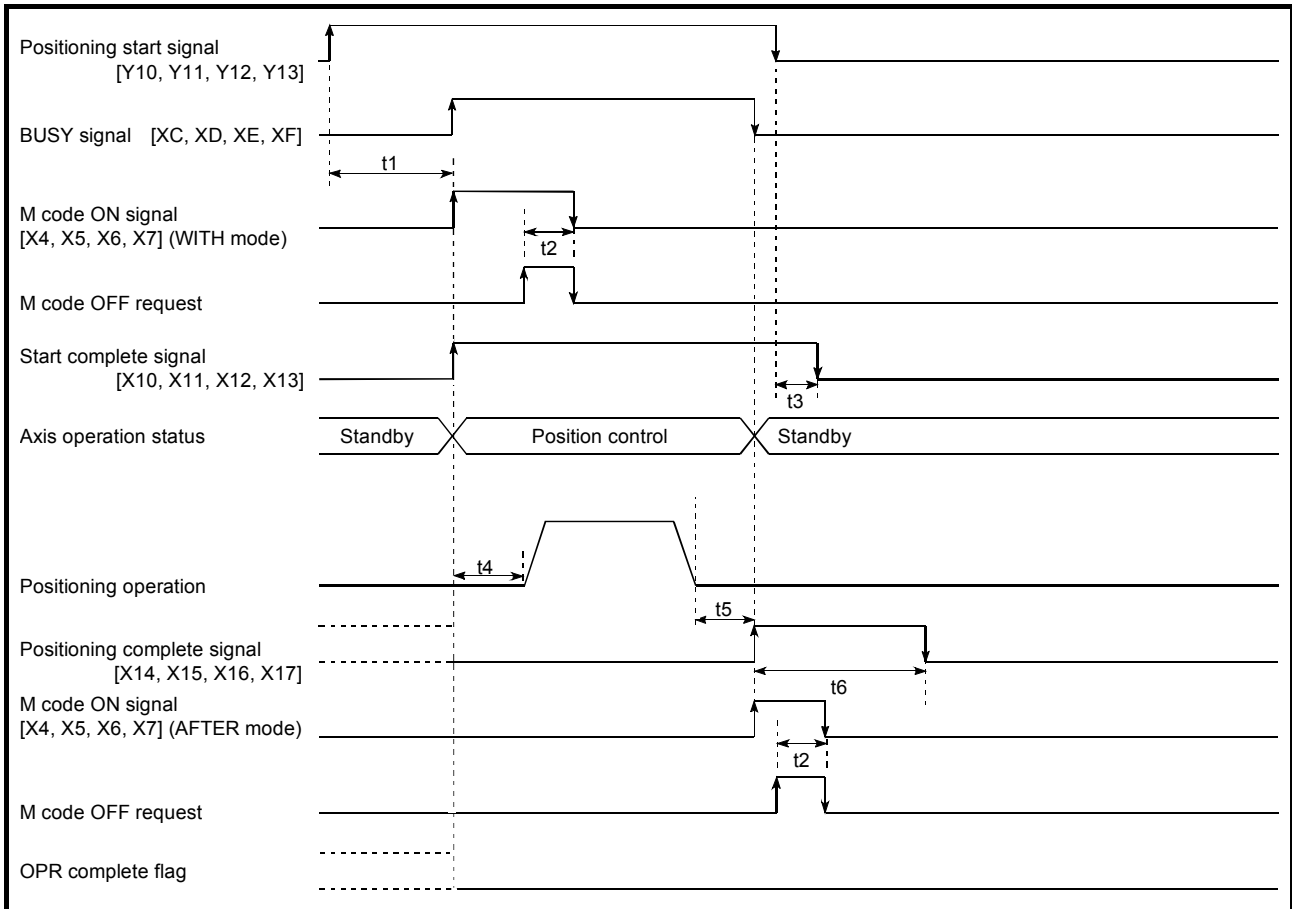 Positioning start signal
[Y10, Y11, Y12, Y13]
BUSY signal [XC, XD, XE, XF]
t1
M code ON signal
[X4, X5, X6, X7] (WITH mode)
t2
M code OFF request
Start complete signal
[X10, X11, X12, X13]
t3
Axis operation status
Standby
Position control
Standby
t4
Positioning operation
t5
Positioning complete signal
[X14, X15, X16, X17]
t6
M code ON signal
[X4, X5, X6, X7] (AFTER mode)
t2
M code OFF request
OPR complete flag